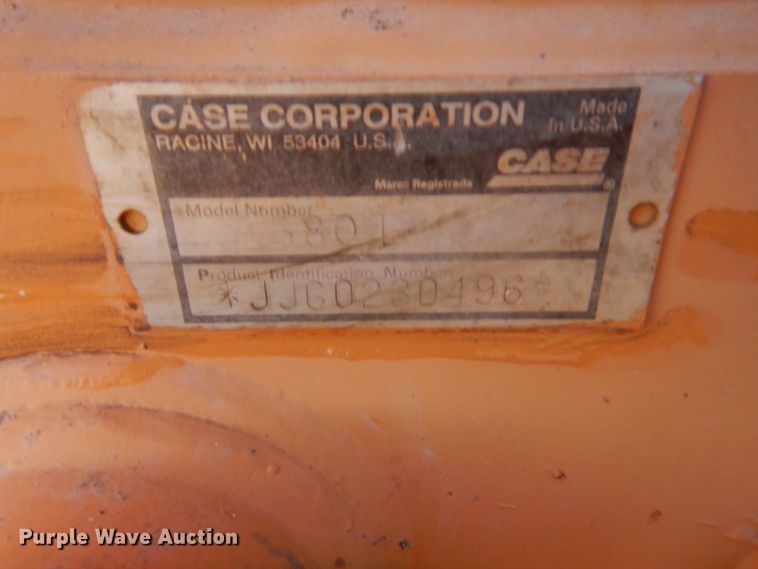 CASE CORPORATION
Made
In U.S.A.
RACINE, WI 53404 U.S.A.
CASE
Marca Registrada
Model Number
Product Identification Number
*JJG0230496*
Purple Wave Auction